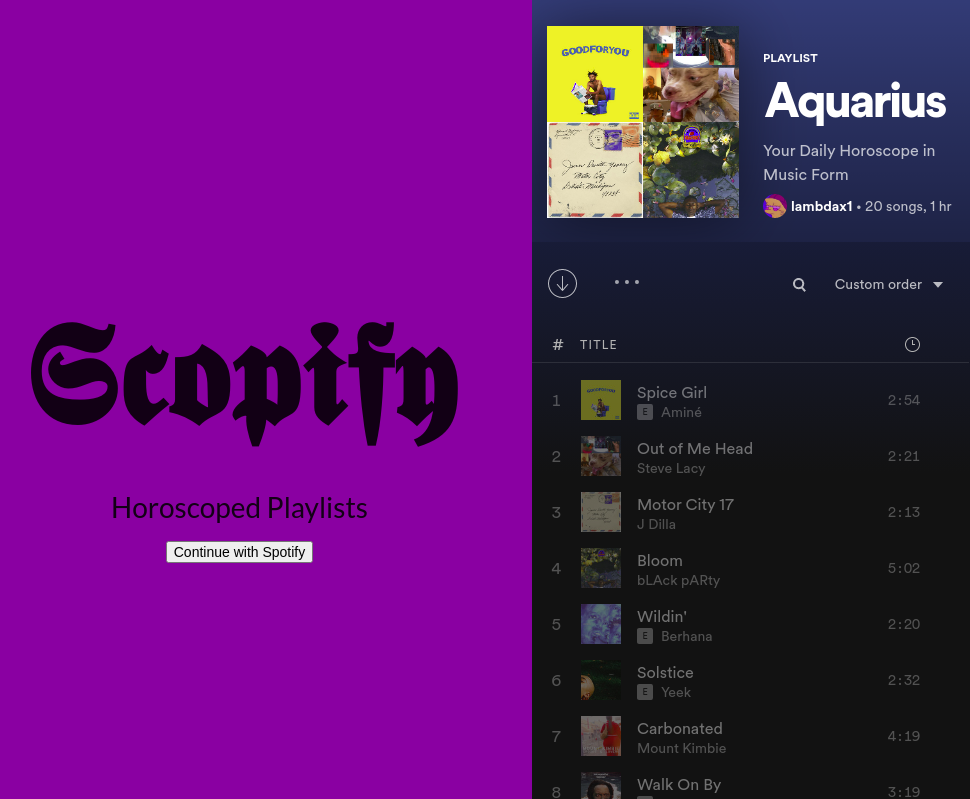 Scopify
Horoscoped Playlists
Continue with Spotify
GOODFORYOU
PLAYLIST
Aquarius
Your Daily Horoscope in
Music Form
lambdax1 • 20 songs, 1 hr
Custom order
# TITLE
1 Spice Girl 2:54
E Aminé
2 Out of Me Head 2:21
Steve Lacy
3 Motor City 17 2:13
J Dilla
4 Bloom 5:02
bLAck pARty
5 Wildin' 2:20
E Berhana
6 Solstice 2:32
E Yeek
7 Carbonated 4:19
Mount Kimbie
8 Walk On By 3:19